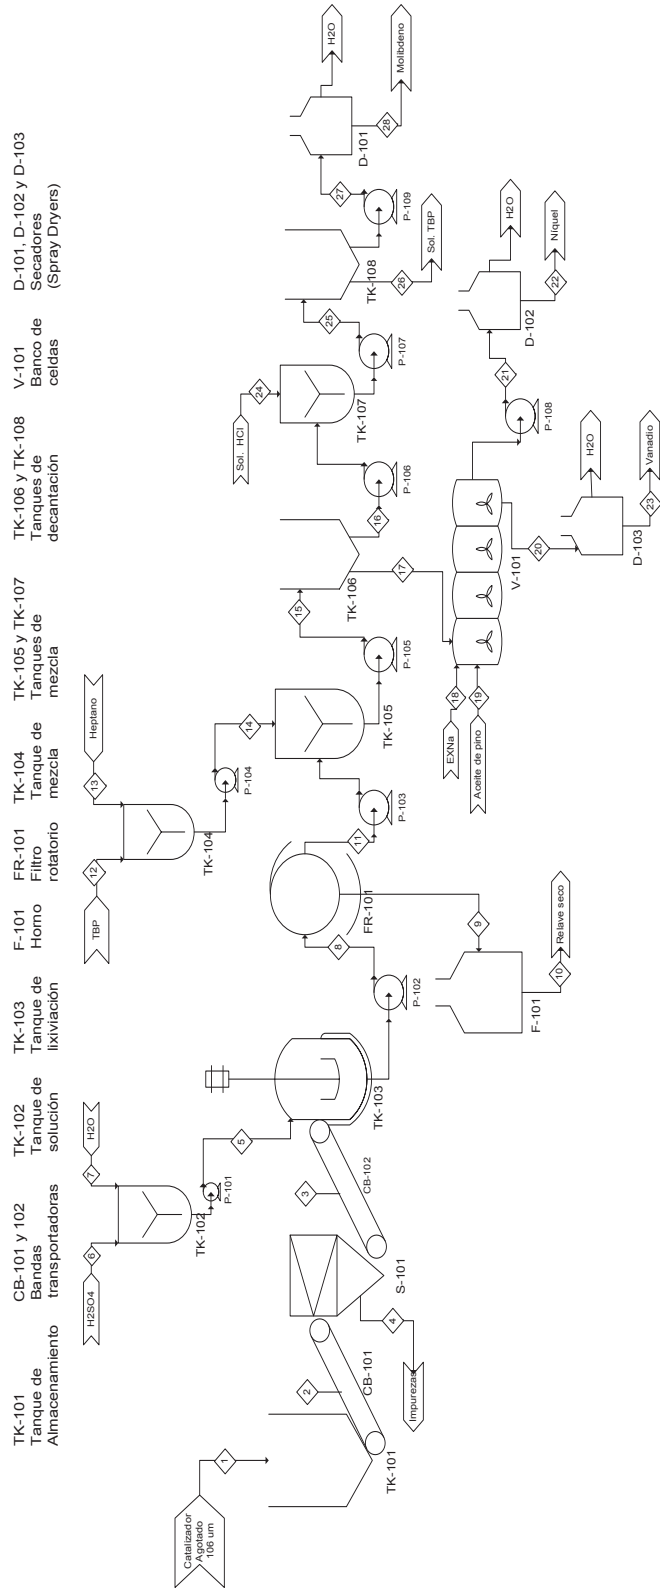 TK-101
Tanque de
Almacenamiento
CB-101 y 102
Bandas
transportadoras
TK-102
Tanque de
solución
TK-103
Tanque de
lixiviación
F-101
Horno
FR-101
Filtro
rotatorio
TK-104
Tanque de
mezcla
TK-105 y TK-107
Tanques de
mezcla
TK-106 y TK-108
Tanques de
decantación
V-101
Banco de
celdas
D-101, D-102 y D-103
Secadores
(Spray Dryers)
Catalizador
Agotado
106 um
1
TK-101
2
CB-101
Impurezas
4
S-101
3
CB-102
H2SO4
6
H2O
7
TK-102
P-101
5
TK-103
P-102
8
FR-101
9
F-101
10
Relave seco
11
P-103
TBP
12
Heptano
13
TK-104
P-104
14
TK-105
P-105
15
TK-106
16
17
P-106
EXNa
18
Aceite de pino
19
V-101
20
D-103
H2O
23
Vanadio
P-108
21
D-102
H2O
22
Níquel
Sol. HCl
24
TK-107
P-107
25
TK-108
26
Sol. TBP
P-109
27
D-101
H2O
28
Molibdeno